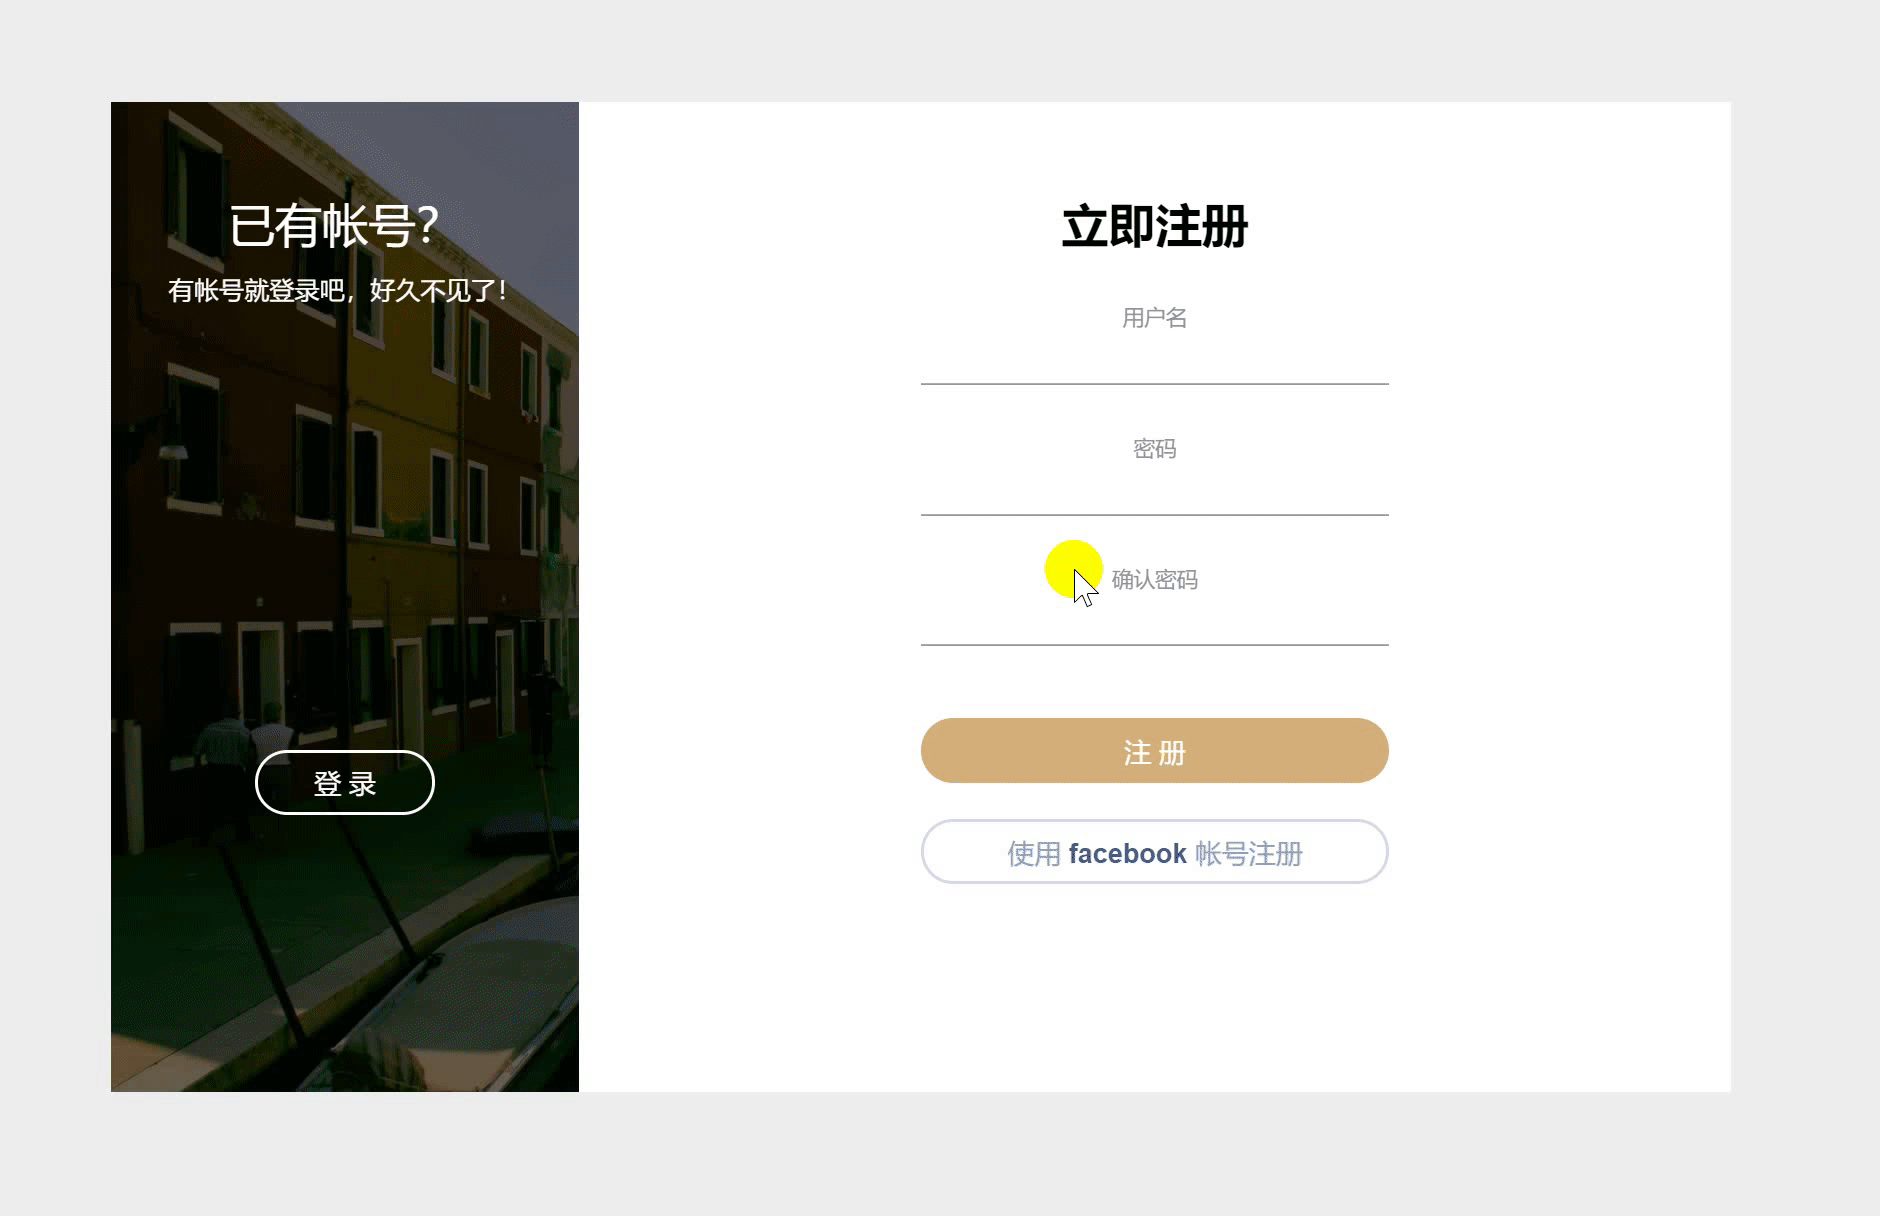 已有帐号？
有帐号就登录吧，好久不见了！
登 录
立即注册
用户名
密码
确认密码
注 册
使用 facebook 帐号注册